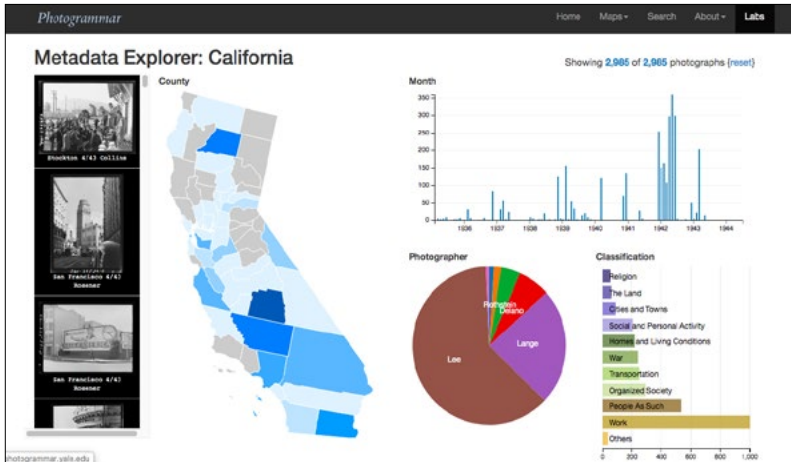 Photogrammar
Home Maps Search About Labs
Metadata Explorer: California
Showing 2,985 of 2,985 photographs (reset)
Stockton 4/43 Collins
San Francisco 4/43
Rosener
San Francisco 4/43
Rosener
County
Month
350
300
250
200
150
100
50
0
1936 1937 1938 1939 1940 1941 1942 1943 1944
Photographer
Rothstein
Delano
Lange
Lee
Classification
Religion
The Land
Cities and Towns
Social and Personal Activity
Homes and Living Conditions
War
Transportation
Organized Society
People As Such
Work
Others
0 200 400 600 800 1,000
photogrammar.yale.edu